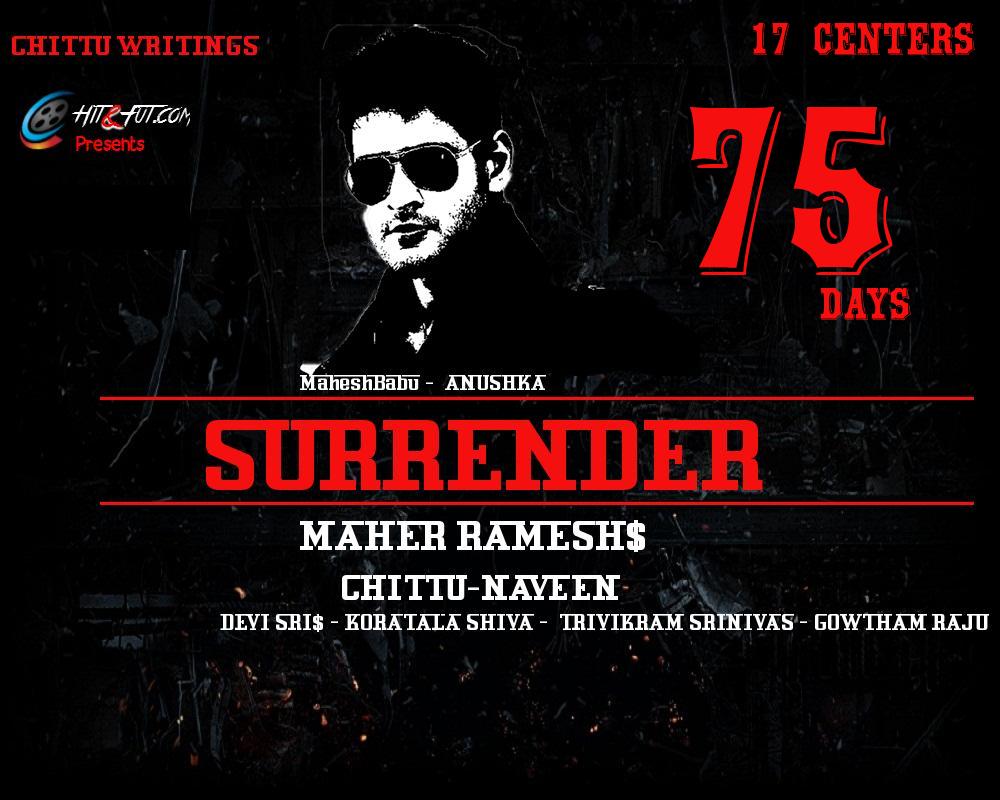 CHITTU WRITINGS
17 CENTERS
HIT&FUT.COM
Presents
75
DAYS
MaheshBabu - ANUSHKA
SURRENDER
MAHER RAMESH$
CHITTU-NAVEEN
DEVI SRI$ - KORATALA SHIVA - TRIVIKRAM SRINIVAS - GOWTHAM RAJU